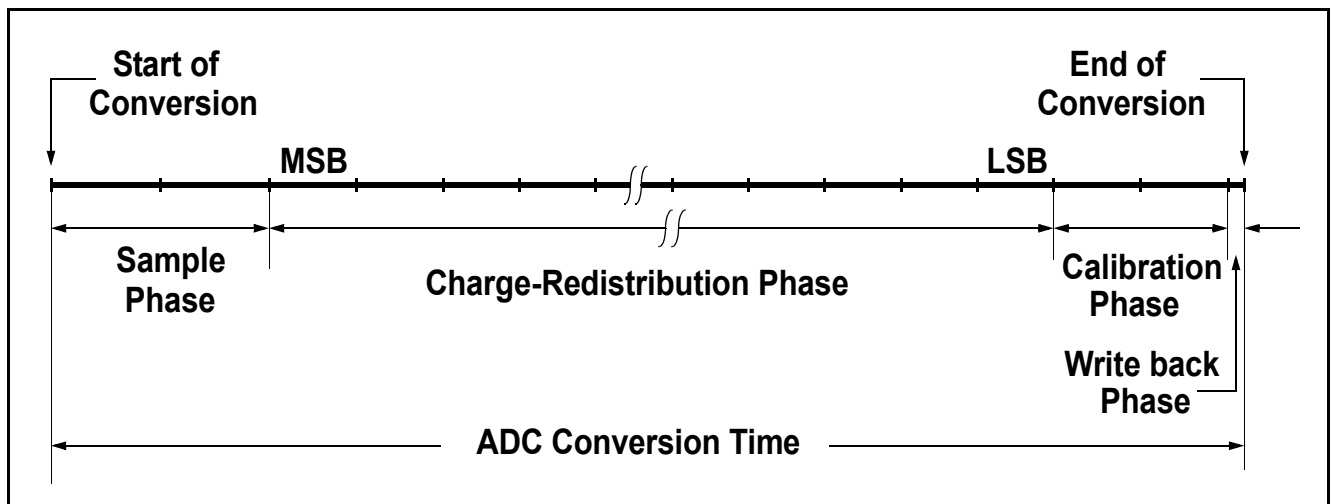 Start of
Conversion
End of
Conversion
MSB
LSB
Sample
Phase
Charge-Redistribution Phase
Calibration
Phase
Write back
Phase
ADC Conversion Time